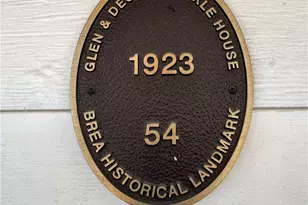 GLEN & HOUSE
1923
54
BREA HISTORICAL LANDMARK